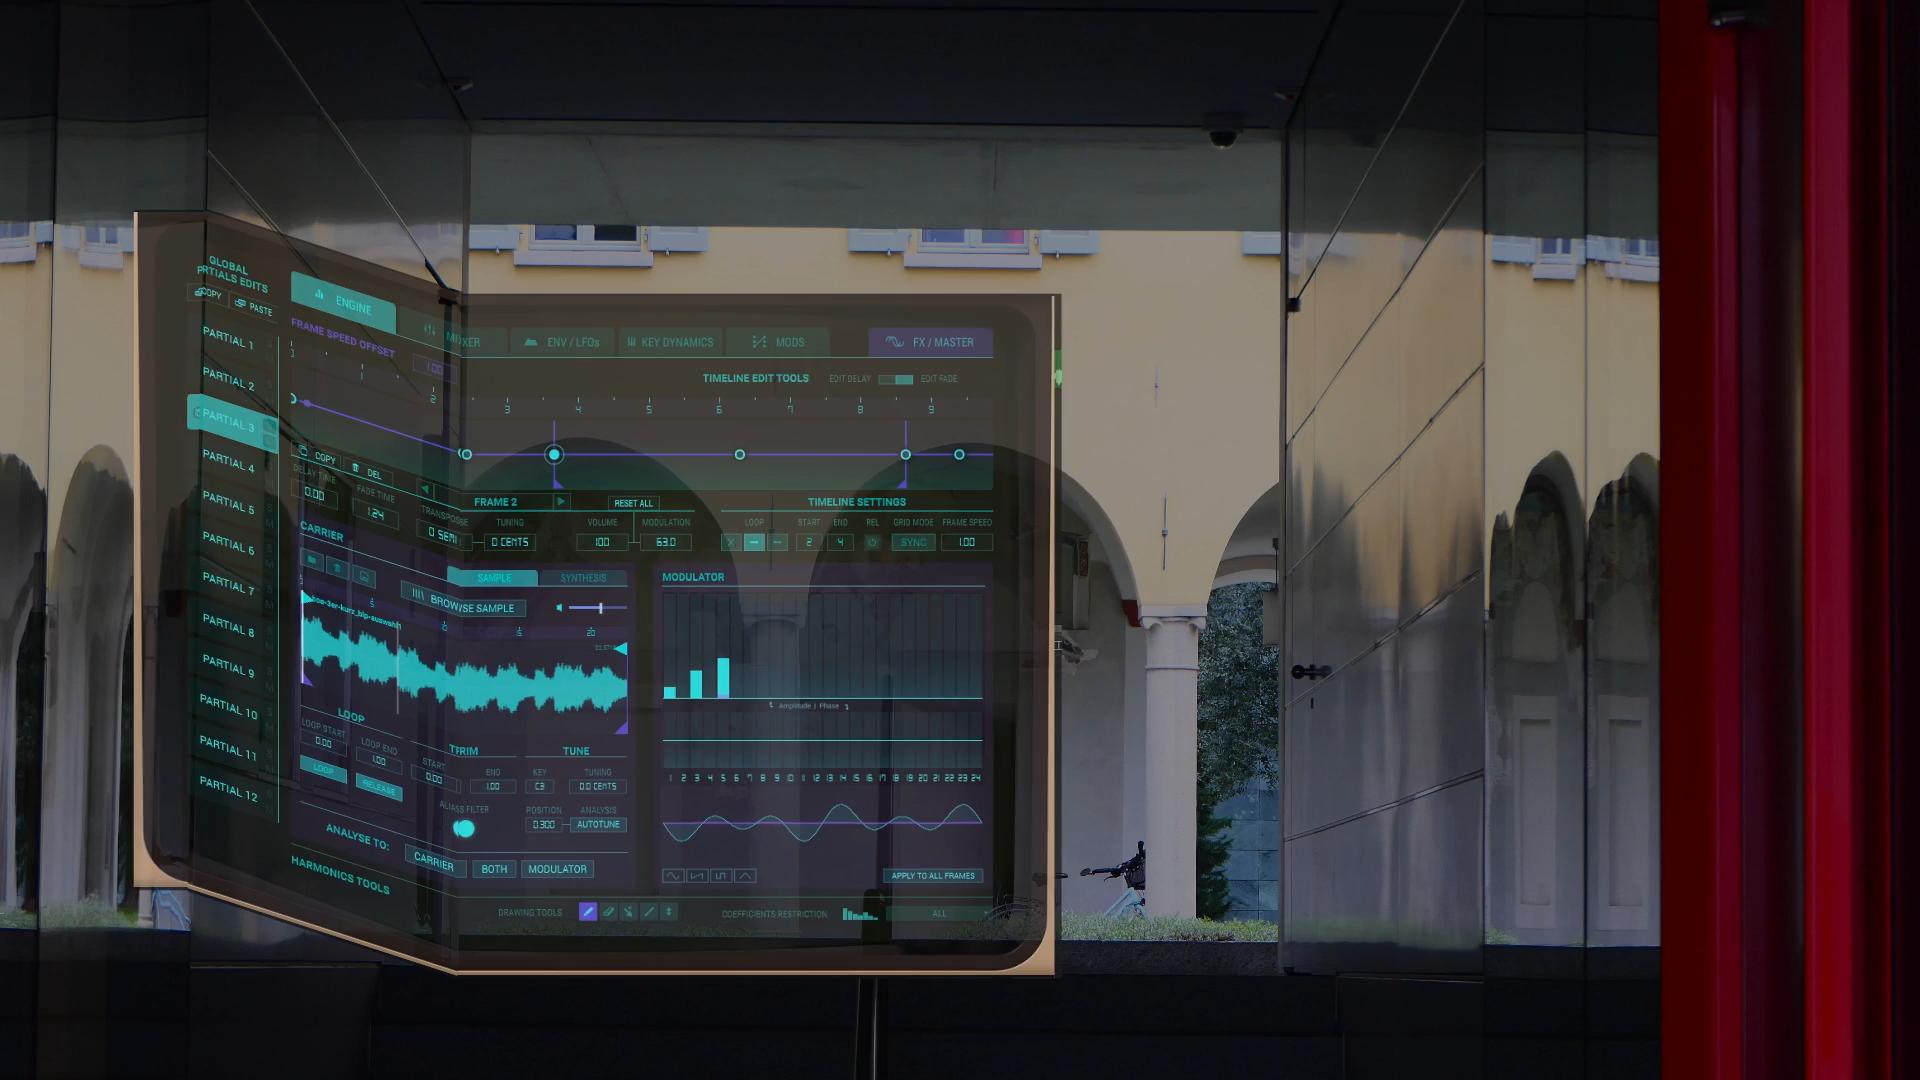 GLOBAL
PRTIALS EDITS
COPY
PASTE
PARTIAL 1
PARTIAL 2
PARTIAL 3
PARTIAL 4
PARTIAL 5
PARTIAL 6
PARTIAL 7
PARTIAL 8
PARTIAL 9
PARTIAL 10
PARTIAL 11
PARTIAL 12
ENGINE
MIXER
ENV / LFOs
KEY DYNAMICS
MODS
FX / MASTER
FRAME SPEED OFFSET
1.00
TIMELINE EDIT TOOLS
EDIT DELAY
EDIT FADE
0 1 2 3 4 5 6 7 8 9
COPY
DEL
FRAME 2
RESET ALL
TIMELINE SETTINGS
DELAY TIME
FADE TIME
TRANSPOSE
TUNING
VOLUME
MODULATION
LOOP
START
END
REL
GRID MODE
FRAME SPEED
0.00
1.24
0 SEMI
0 CENTS
100
63.0
2
4
SYNC
1.00
CARRIER
SAMPLE
SYNTHESIS
BROWSE SAMPLE
15
20
LOOP
LOOP START
LOOP END
0.00
1.00
LOOP
RELEASE
TRIM
START
END
0.00
1.00
ALIASS FILTER
TUNE
KEY
TUNING
C3
0.0 CENTS
POSITION
ANALYSIS
0.300
AUTOTUNE
ANALYSE TO:
CARRIER
BOTH
MODULATOR
MODULATOR
Amplitude | Phase
1 2 3 4 5 6 7 8 9 10 11 12 13 14 15 16 17 18 19 20 21 22 23 24
APPLY TO ALL FRAMES
HARMONICS TOOLS
DRAWING TOOLS
COEFFICIENTS RESTRICTION
ALL